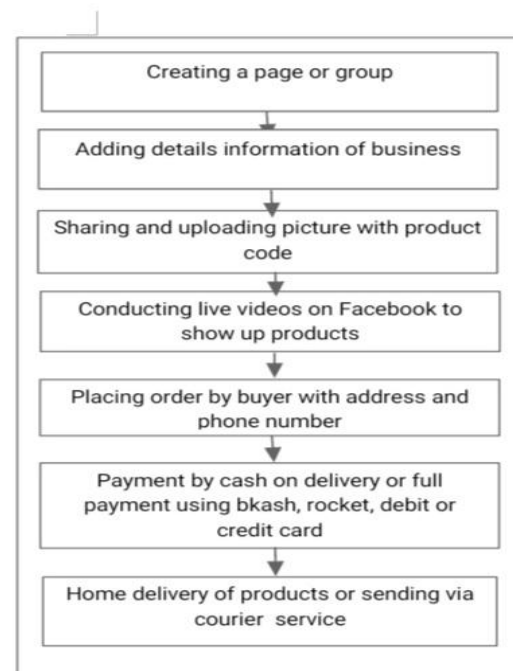 Creating a page or group
Adding details information of business
Sharing and uploading picture with product
code
Conducting live videos on Facebook to
show up products
Placing order by buyer with address and
phone number
Payment by cash on delivery or full
payment using bkash, rocket, debit or
credit card
Home delivery of products or sending via
courier service